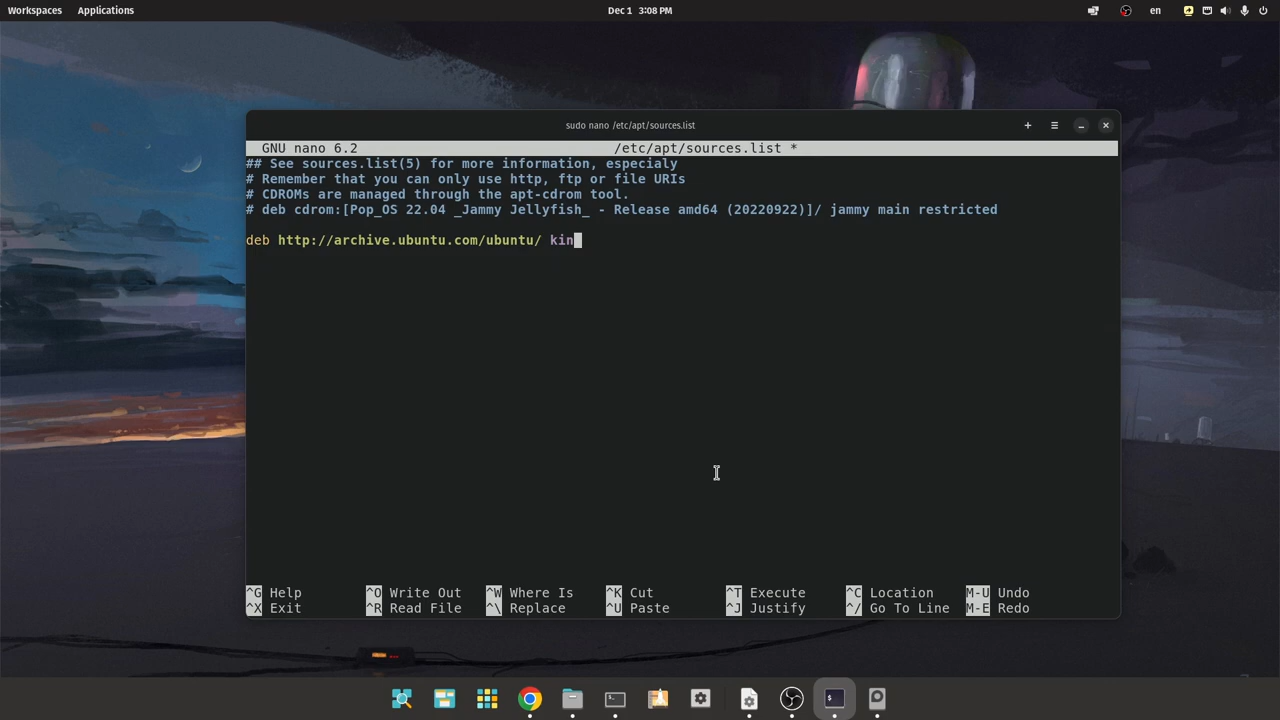 Workspaces Applications Dec 1 3:08 PM en
sudo nano /etc/apt/sources.list
GNU nano 6.2 /etc/apt/sources.list *
## See sources.list(5) for more information, especialy
# Remember that you can only use http, ftp or file URIs
# CDROMs are managed through the apt-cdrom tool.
# deb cdrom:[Pop_OS 22.04 _Jammy Jellyfish_ - Release amd64 (20220922)]/ jammy main restricted
deb http://archive.ubuntu.com/ubuntu/ kin
^G Help ^O Write Out ^W Where Is ^K Cut ^T Execute ^C Location M-U Undo
^X Exit ^R Read File ^\ Replace ^U Paste ^J Justify ^/ Go To Line M-E Redo